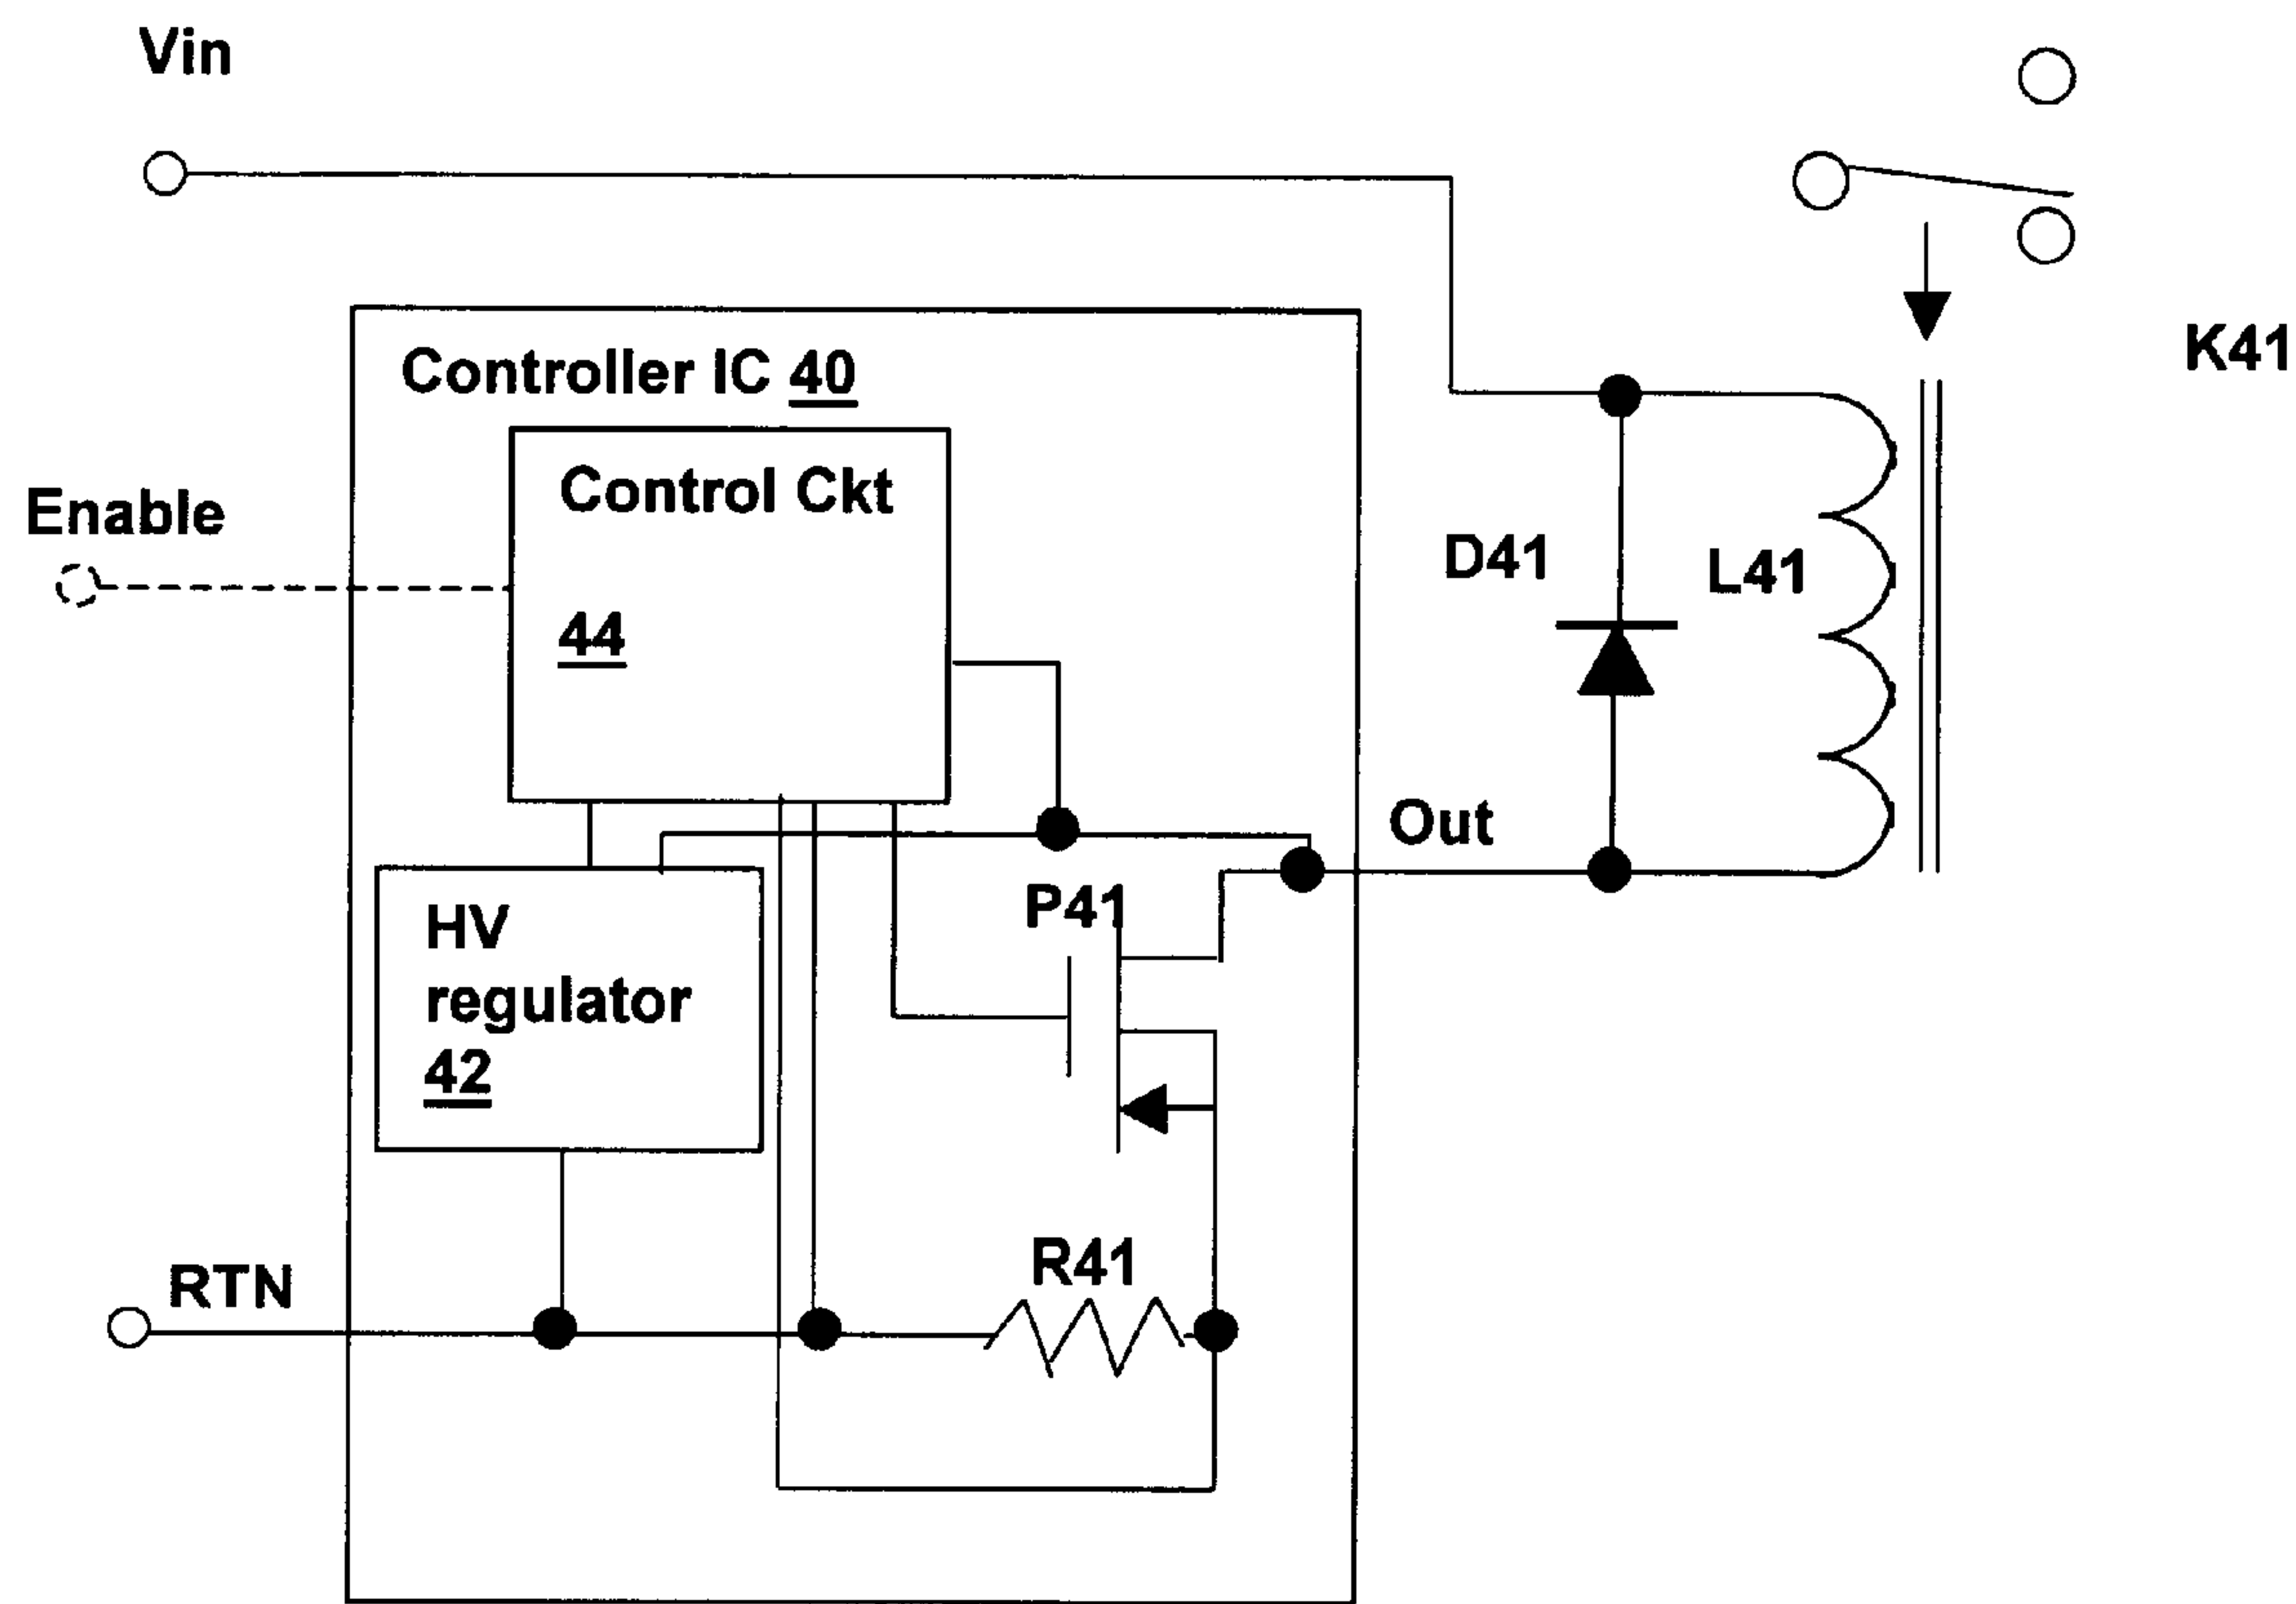 Vin
K41
Controller IC 40
Control Ckt
44
Enable
D41
L41
Out
P41
HV
regulator
42
R41
RTN